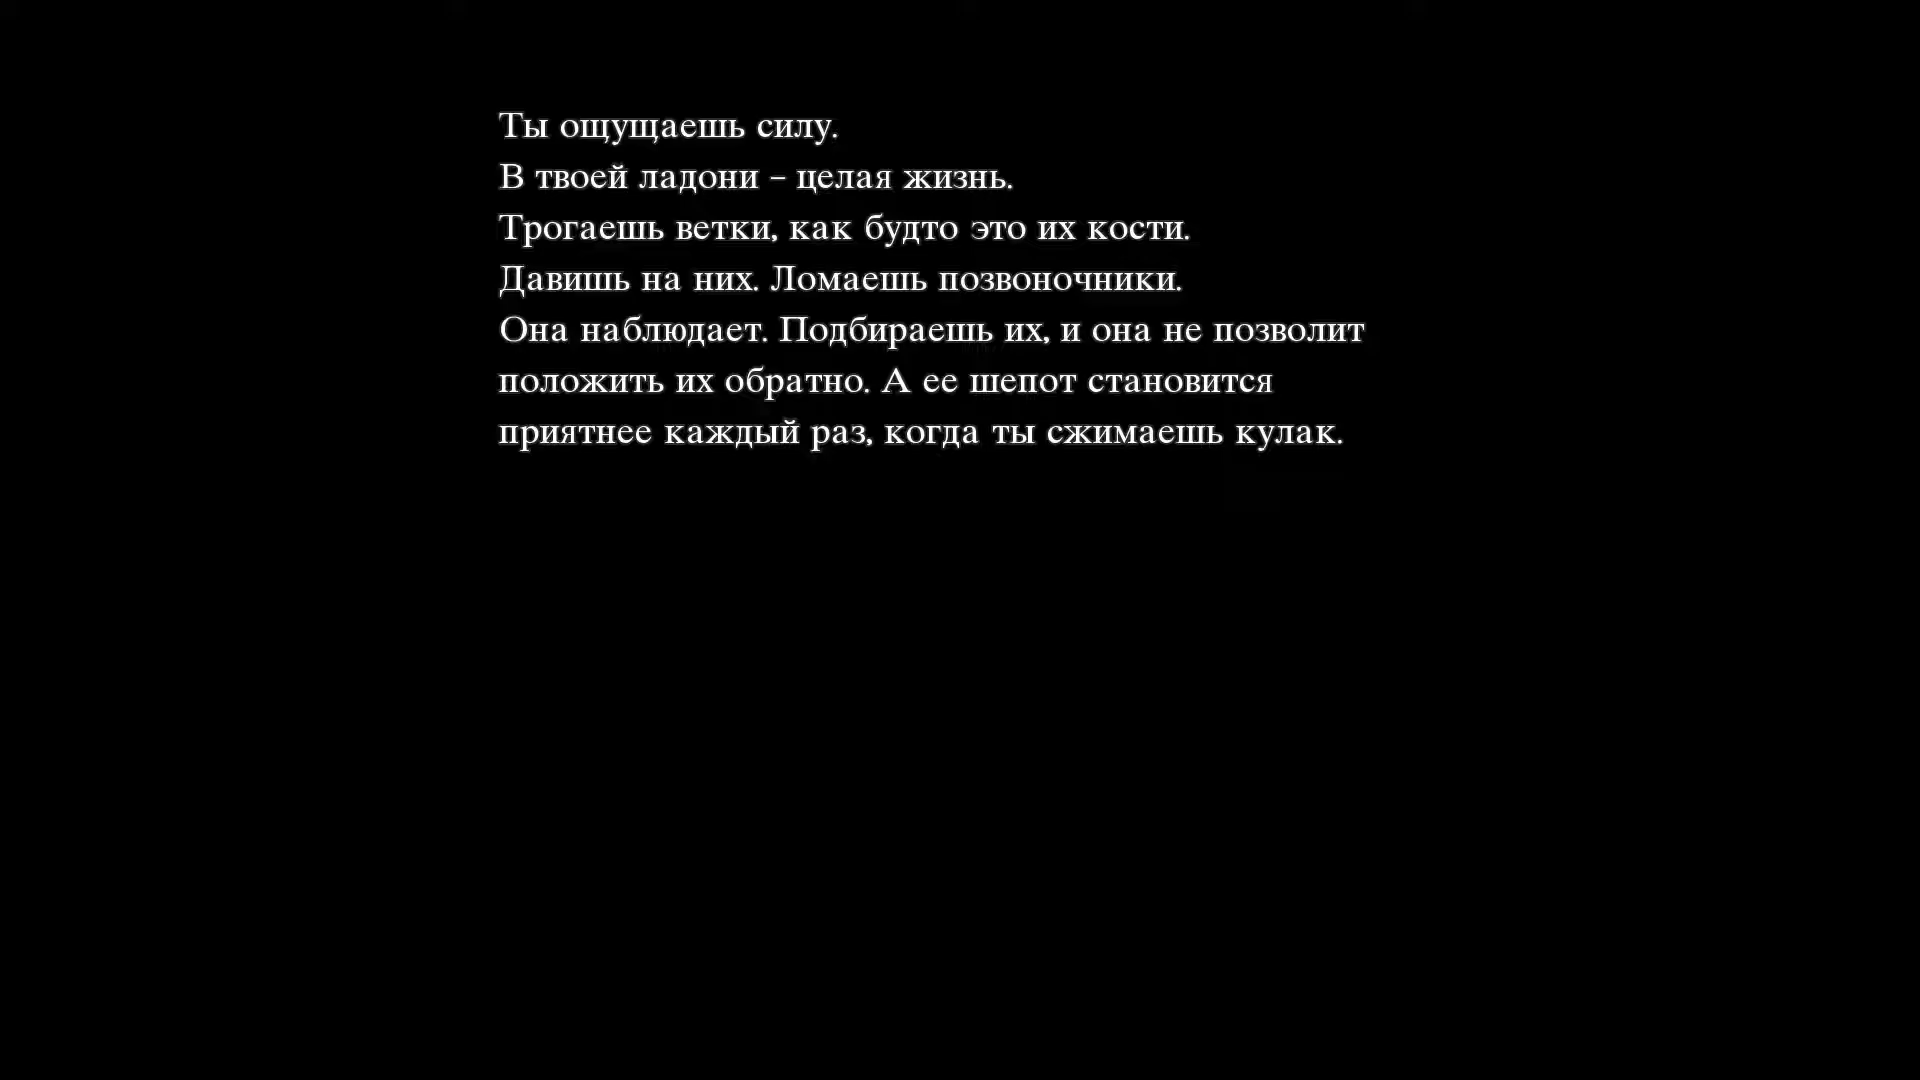 Ты ощущаешь силу.
В твоей ладони – целая жизнь.
Трогаешь ветки, как будто это их кости.
Давишь на них. Ломаешь позвоночники.
Она наблюдает. Подбираешь их, и она не позволит
положить их обратно. А ее шепот становится
приятнее каждый раз, когда ты сжимаешь кулак.